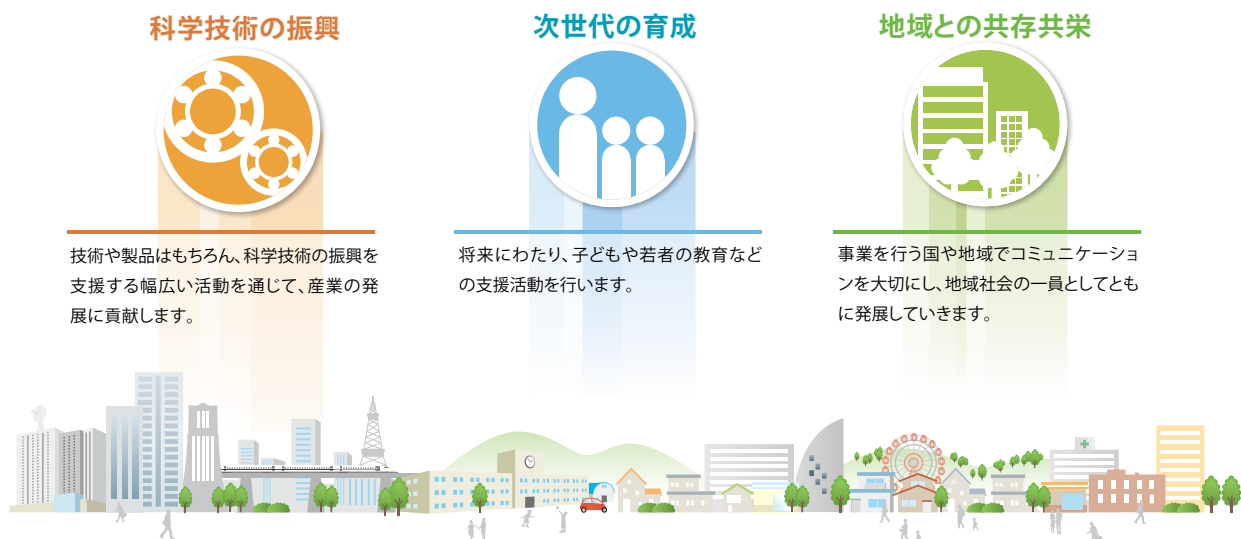 科学技術の振興
技術や製品はもちろん、科学技術の振興を
支援する幅広い活動を通じて、産業の発
展に貢献します。
次世代の育成
将来にわたり、子どもや若者の教育など
の支援活動を行います。
地域との共存共栄
事業を行う国や地域でコミュニケーショ
ンを大切にし、地域社会の一員としてとも
に発展していきます。